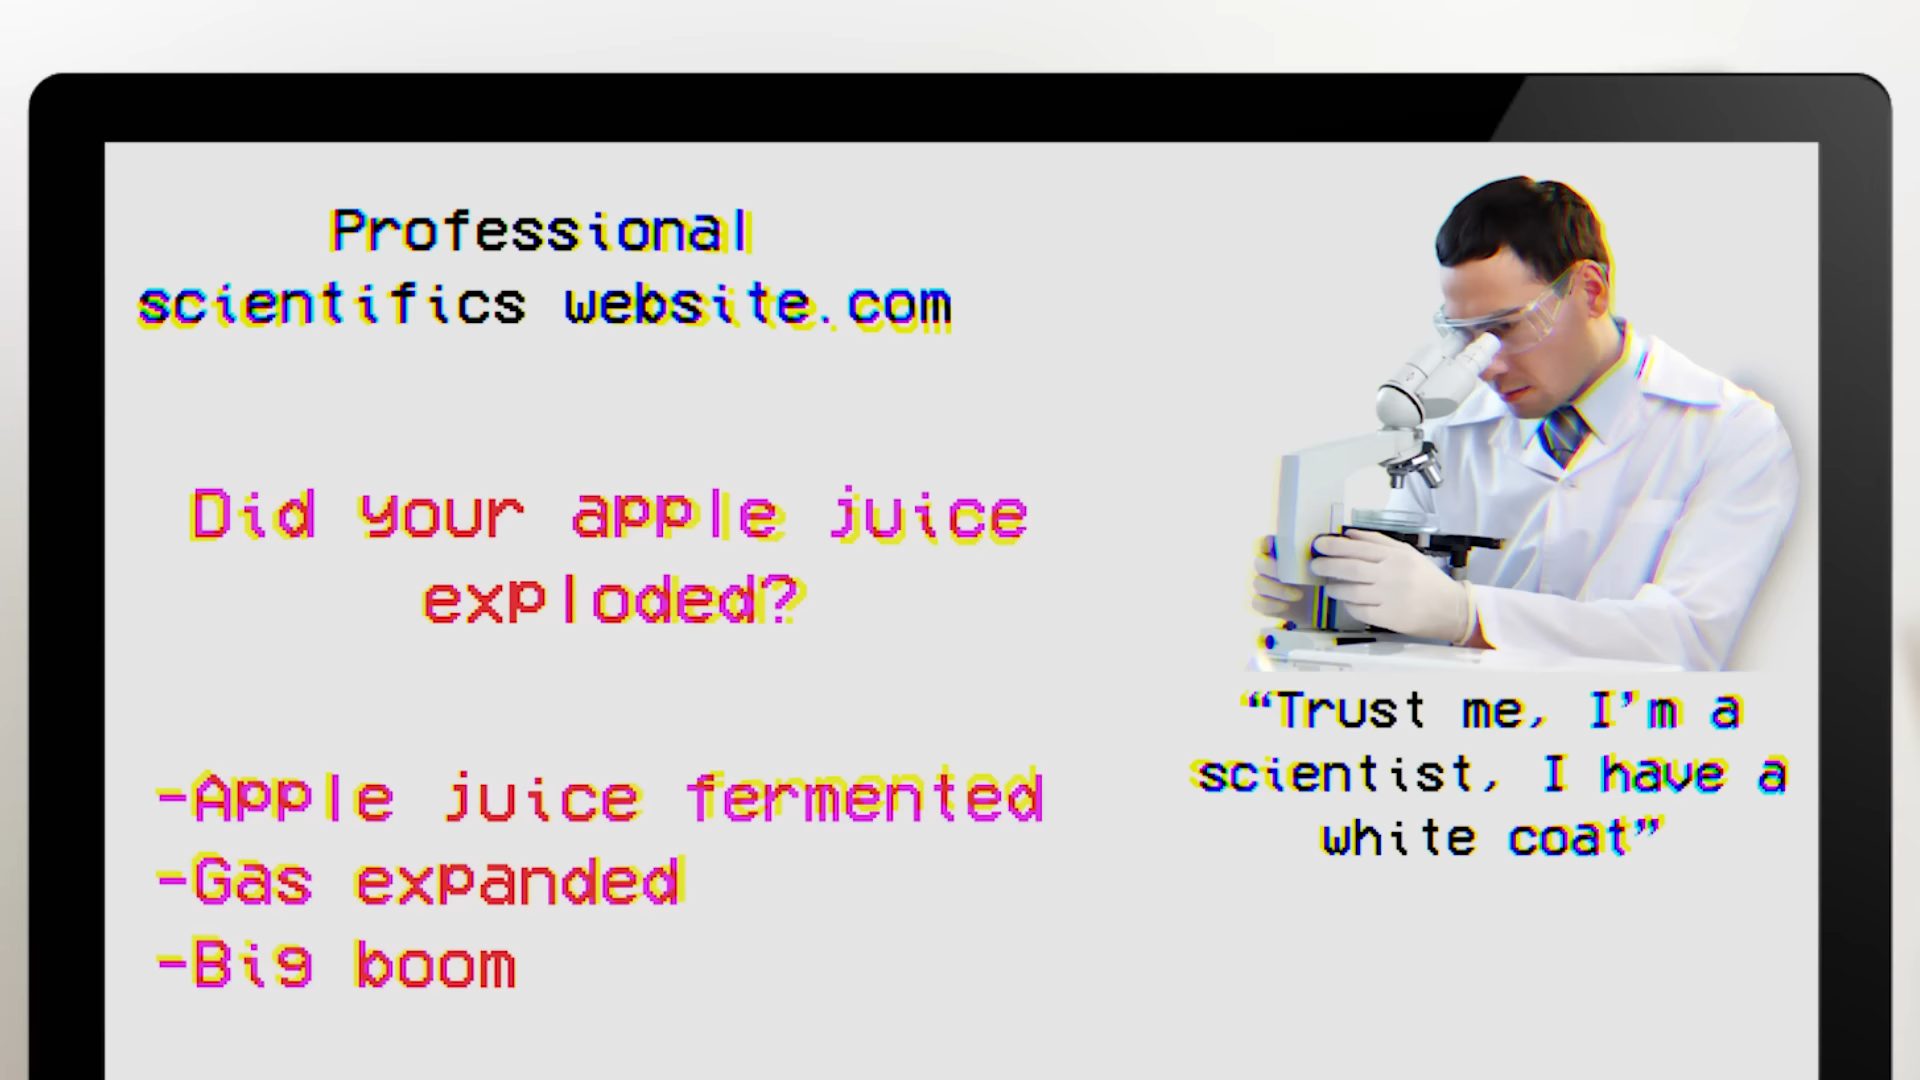 Professional
scientifics website.com
Did your apple juice
exploded?
-Apple juice fermented
-Gas expanded
-Big boom
“Trust me, I’m a
scientist, I have a
white coat”